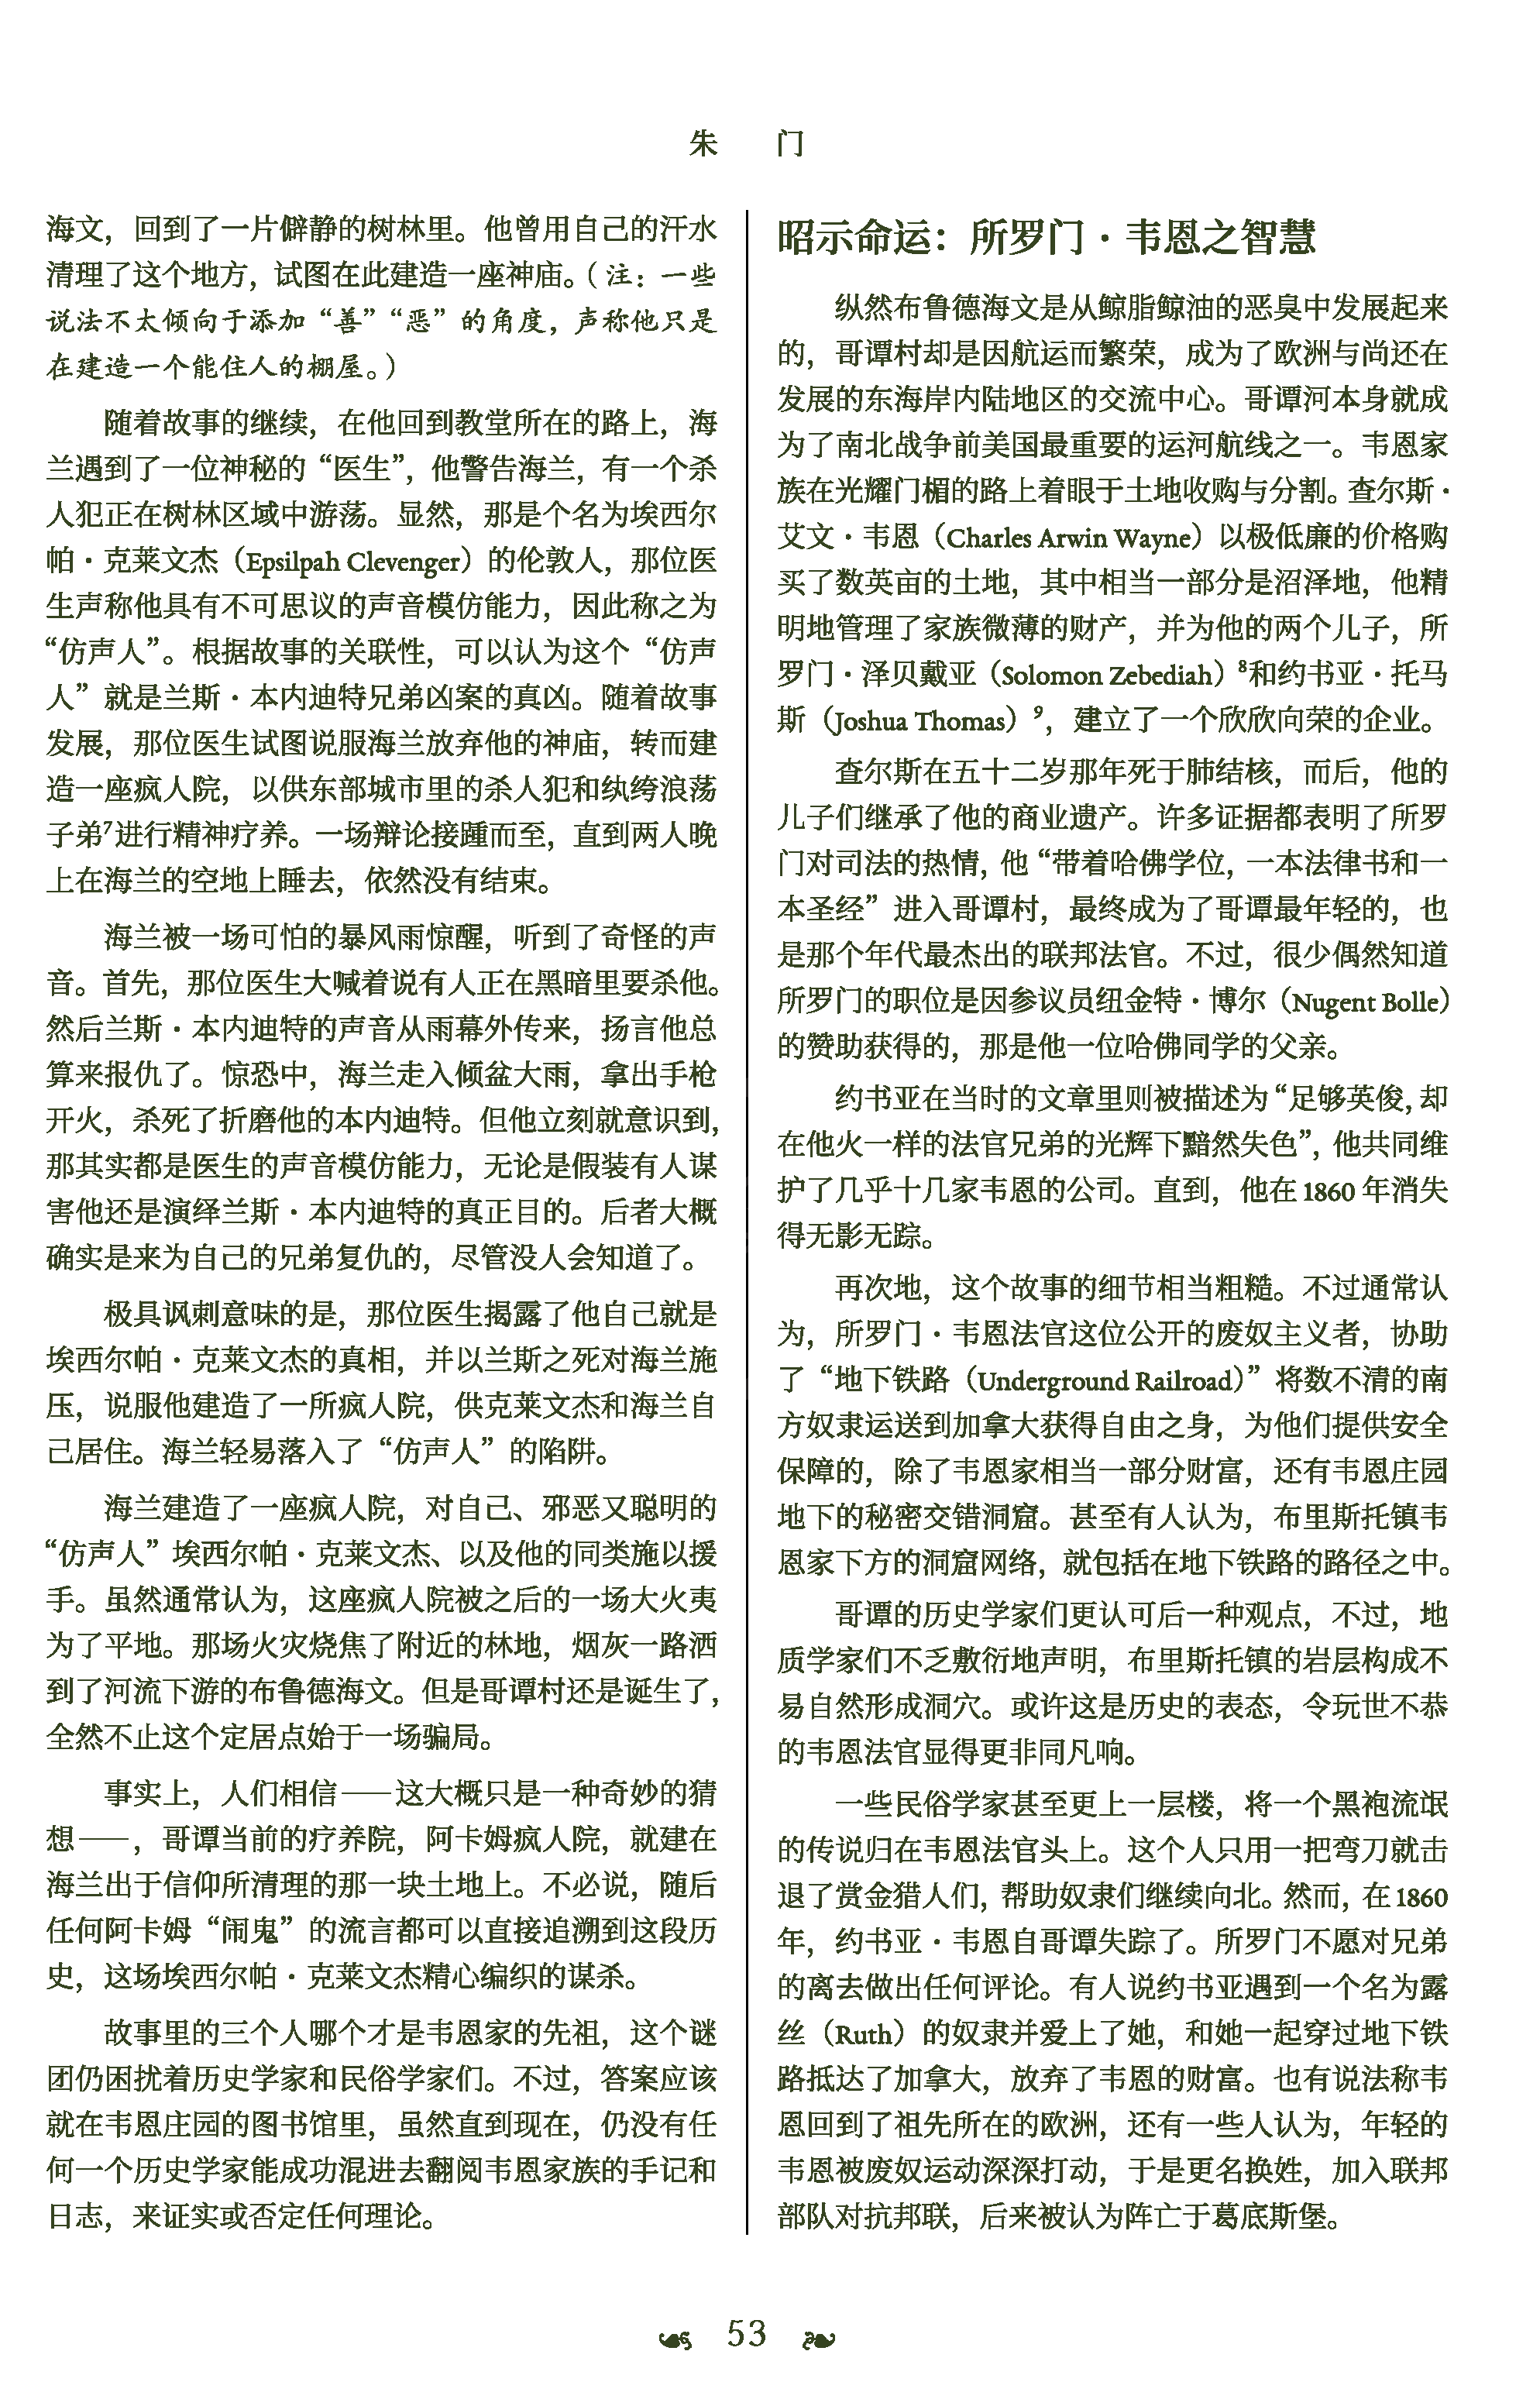 朱　　门
海文，回到了一片僻静的树林里。他曾用自己的汗水
清理了这个地方，试图在此建造一座神庙。（注：一些
说法不太倾向于添加“善”“恶”的角度，声称他只是
在建造一个能住人的棚屋。）
随着故事的继续，在他回到教堂所在的路上，海
兰遇到了一位神秘的“医生”，他警告海兰，有一个杀
人犯正在树林区域中游荡。显然，那是个名为埃西尔
帕·克莱文杰（Epsilpah Clevenger）的伦敦人，那位医
生声称他具有不可思议的声音模仿能力，因此称之为
“仿声人”。根据故事的关联性，可以认为这个“仿声
人”就是兰斯·本内迪特兄弟凶案的真凶。随着故事
发展，那位医生试图说服海兰放弃他的神庙，转而建
造一座疯人院，以供东部城市里的杀人犯和纨绔浪荡
子弟⁷进行精神疗养。一场辩论接踵而至，直到两人晚
上在海兰的空地上睡去，依然没有结束。
海兰被一场可怕的暴风雨惊醒，听到了奇怪的声
音。首先，那位医生大喊着说有人正在黑暗里要杀他。
然后兰斯·本内迪特的声音从雨幕外传来，扬言他总
算来报仇了。惊恐中，海兰走入倾盆大雨，拿出手枪
开火，杀死了折磨他的本内迪特。但他立刻就意识到，
那其实都是医生的声音模仿能力，无论是假装有人谋
害他还是演绎兰斯·本内迪特的真正目的。后者大概
确实是来为自己的兄弟复仇的，尽管没人会知道了。
极具讽刺意味的是，那位医生揭露了他自己就是
埃西尔帕·克莱文杰的真相，并以兰斯之死对海兰施
压，说服他建造了一所疯人院，供克莱文杰和海兰自
己居住。海兰轻易落入了“仿声人”的陷阱。
海兰建造了一座疯人院，对自己、邪恶又聪明的
“仿声人”埃西尔帕·克莱文杰、以及他的同类施以援
手。虽然通常认为，这座疯人院被之后的一场大火夷
为了平地。那场火灾烧焦了附近的林地，烟灰一路洒
到了河流下游的布鲁德海文。但是哥谭村还是诞生了，
全然不止这个定居点始于一场骗局。
事实上，人们相信——这大概只是一种奇妙的猜
想——，哥谭当前的疗养院，阿卡姆疯人院，就建在
海兰出于信仰所清理的那一块土地上。不必说，随后
任何阿卡姆“闹鬼”的流言都可以直接追溯到这段历
史，这场埃西尔帕·克莱文杰精心编织的谋杀。
故事里的三个人哪个才是韦恩家的先祖，这个谜
团仍困扰着历史学家和民俗学家们。不过，答案应该
就在韦恩庄园的图书馆里，虽然直到现在，仍没有任
何一个历史学家能成功混进去翻阅韦恩家族的手记和
日志，来证实或否定任何理论。
昭示命运：所罗门·韦恩之智慧
纵然布鲁德海文是从鲸脂鲸油的恶臭中发展起来
的，哥谭村却是因航运而繁荣，成为了欧洲与尚还在
发展的东海岸内陆地区的交流中心。哥谭河本身就成
为了南北战争前美国最重要的运河航线之一。韦恩家
族在光耀门楣的路上着眼于土地收购与分割。查尔斯·
艾文·韦恩（Charles Arwin Wayne）以极低廉的价格购
买了数英亩的土地，其中相当一部分是沼泽地，他精
明地管理了家族微薄的财产，并为他的两个儿子，所
罗门·泽贝戴亚（Solomon Zebediah）⁸和约书亚·托马
斯（Joshua Thomas）⁹，建立了一个欣欣向荣的企业。
查尔斯在五十二岁那年死于肺结核，而后，他的
儿子们继承了他的商业遗产。许多证据都表明了所罗
门对司法的热情，他“带着哈佛学位，一本法律书和一
本圣经”进入哥谭村，最终成为了哥谭最年轻的，也
是那个年代最杰出的联邦法官。不过，很少偶然知道
所罗门的职位是因参议员纽金特·博尔（Nugent Bolle）
的赞助获得的，那是他一位哈佛同学的父亲。
约书亚在当时的文章里则被描述为“足够英俊，却
在他火一样的法官兄弟的光辉下黯然失色”，他共同维
护了几乎十几家韦恩的公司。直到，他在1860年消失
得无影无踪。
再次地，这个故事的细节相当粗糙。不过通常认
为，所罗门·韦恩法官这位公开的废奴主义者，协助
了“地下铁路（Underground Railroad）”将数不清的南
方奴隶运送到加拿大获得自由之身，为他们提供安全
保障的，除了韦恩家相当一部分财富，还有韦恩庄园
地下的秘密交错洞窟。甚至有人认为，布里斯托镇韦
恩家下方的洞窟网络，就包括在地下铁路的路径之中。
哥谭的历史学家们更认可后一种观点，不过，地
质学家们不乏敷衍地声明，布里斯托镇的岩层构成不
易自然形成洞穴。或许这是历史的表态，令玩世不恭
的韦恩法官显得更非同凡响。
一些民俗学家甚至更上一层楼，将一个黑袍流氓
的传说归在韦恩法官头上。这个人只用一把弯刀就击
退了赏金猎人们，帮助奴隶们继续向北。然而，在1860
年，约书亚·韦恩自哥谭失踪了。所罗门不愿对兄弟
的离去做出任何评论。有人说约书亚遇到一个名为露
丝（Ruth）的奴隶并爱上了她，和她一起穿过地下铁
路抵达了加拿大，放弃了韦恩的财富。也有说法称韦
恩回到了祖先所在的欧洲，还有一些人认为，年轻的
韦恩被废奴运动深深打动，于是更名换姓，加入联邦
部队对抗邦联，后来被认为阵亡于葛底斯堡。
53